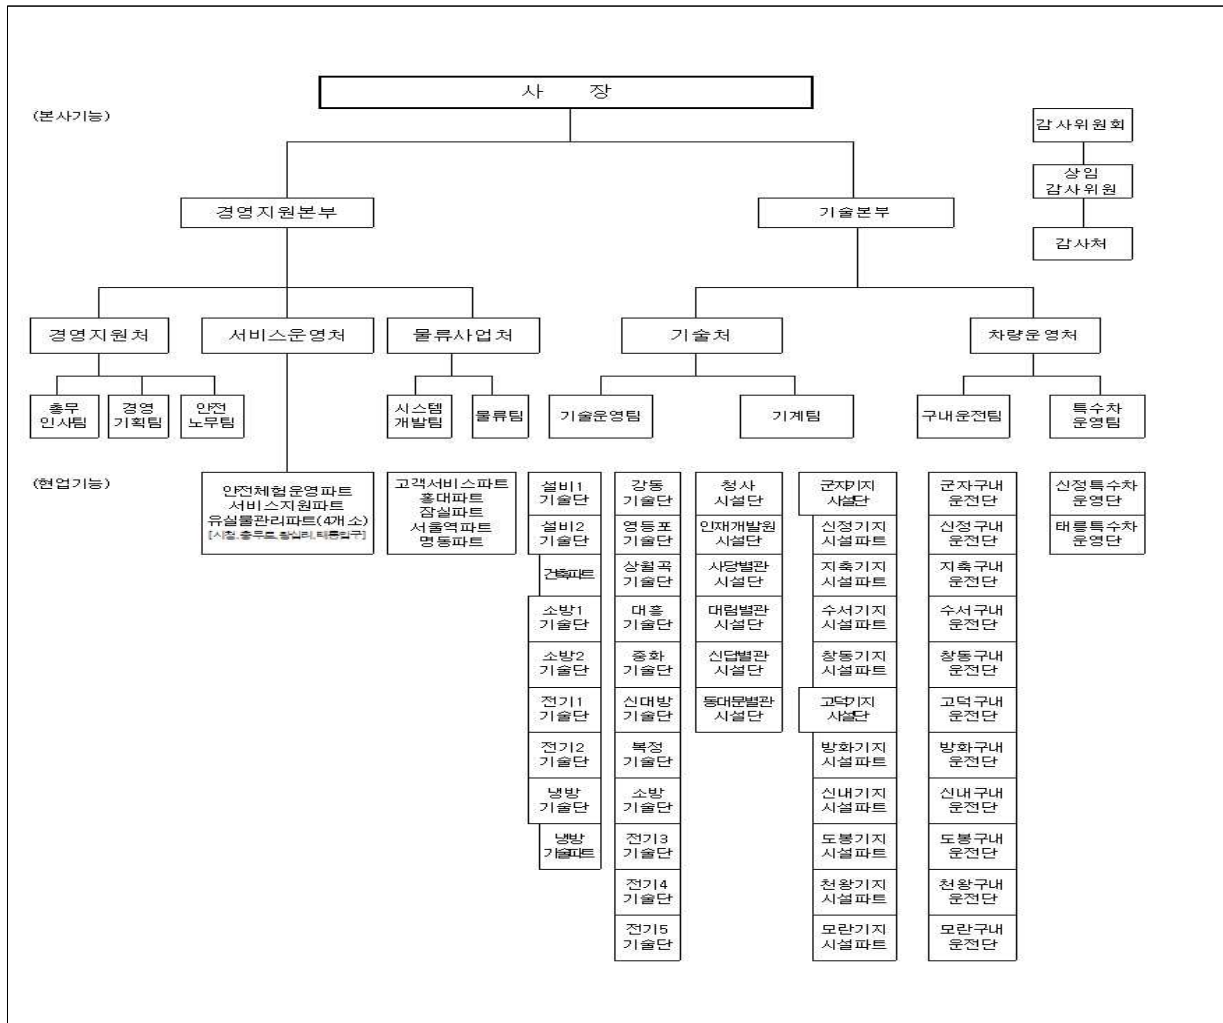 사 장
(본사기능)
감사위원회
상임
감사위원
감사처
경영지원본부
기술본부
경영지원처
서비스운영처
물류사업처
기술처
차량운영처
총무
인사팀
경영
기획팀
안전
노무팀
시스템
개발팀
물류팀
기술운영팀
기계팀
구내운전팀
특수차
운영팀
(현업기능)
안전체험운영파트
서비스지원파트
유실물관리파트(4개소)
[시청, 충무로, 왕십리, 태릉입구]
고객서비스파트
홍대파트
잠실파트
서울역파트
명동파트
설비1
기술단
설비2
기술단
건축파트
소방1
기술단
소방2
기술단
전기1
기술단
전기2
기술단
냉방
기술단
냉방
기술파트
강동
기술단
영등포
기술단
상월곡
기술단
대흥
기술단
중화
기술단
신대방
기술단
복정
기술단
소방
기술단
전기3
기술단
전기4
기술단
전기5
기술단
청사
시설단
인재개발원
시설단
사당별관
시설단
대림별관
시설단
신답별관
시설단
동대문별관
시설단
군자기지
시설단
신정기지
시설파트
지축기지
시설파트
수서기지
시설파트
창동기지
시설파트
고덕기지
시설단
방화기지
시설파트
신내기지
시설파트
도봉기지
시설파트
천왕기지
시설파트
모란기지
시설파트
군자구내
운전단
신정구내
운전단
지축구내
운전단
수서구내
운전단
창동구내
운전단
고덕구내
운전단
방화구내
운전단
신내구내
운전단
도봉구내
운전단
천왕구내
운전단
모란구내
운전단
신정특수차
운영단
태릉특수차
운영단